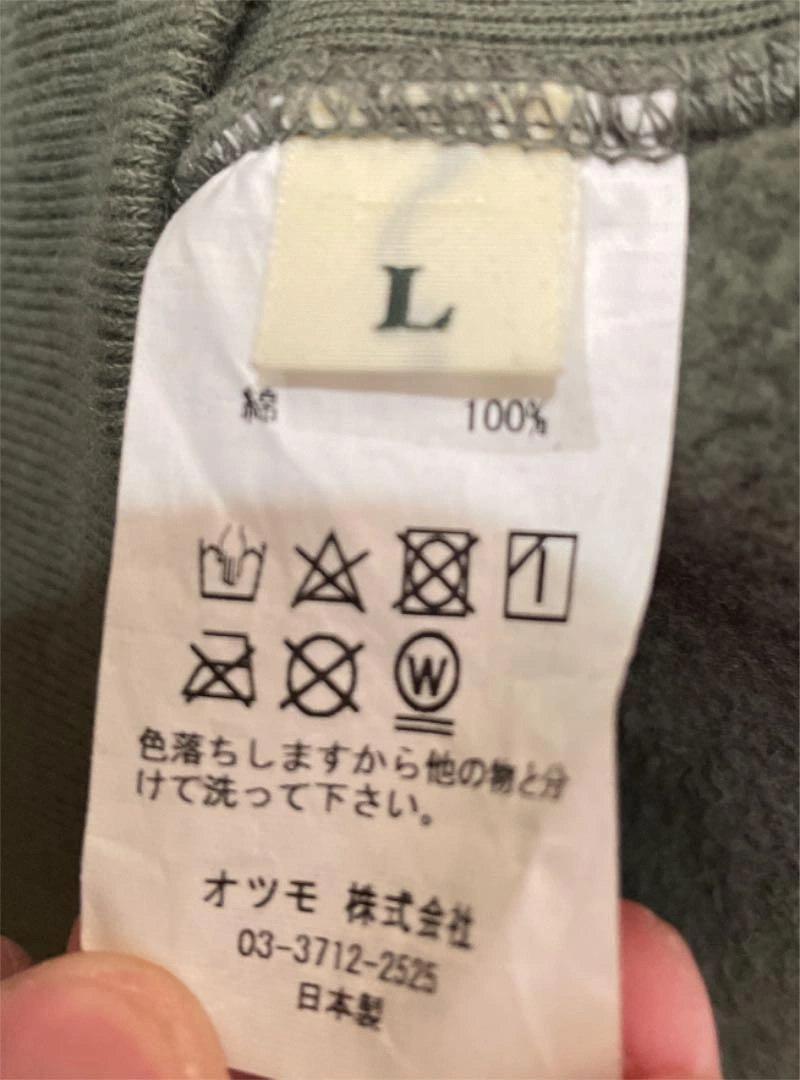 L
綿 100%
W
色落ちしますから他の物と分
けて洗って下さい。
オツモ 株式会社
03-3712-2525
日本製